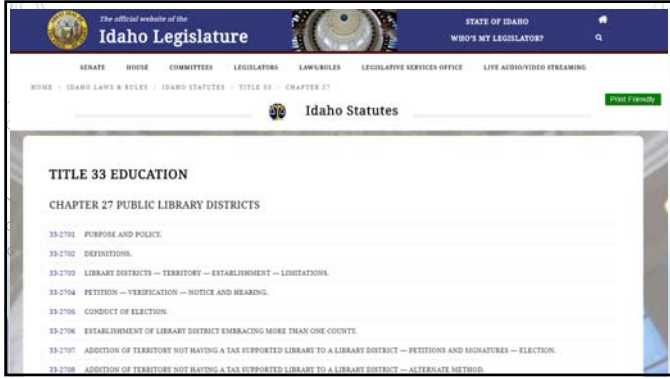 The official website of the
Idaho Legislature
STATE OF IDAHO
WHO'S MY LEGISLATOR?
SENATE HOUSE COMMITTEES LEGISLATORS LAWS/RULES LEGISLATIVE SERVICES OFFICE LIVE AUDIO/VIDEO STREAMING
HOME / IDAHO LAWS & RULES / IDAHO STATUTES / TITLE 33 / CHAPTER 27
Print Friendly
Idaho Statutes
TITLE 33 EDUCATION
CHAPTER 27 PUBLIC LIBRARY DISTRICTS
33-2701 PURPOSE AND POLICY.
33-2702 DEFINITIONS.
33-2703 LIBRARY DISTRICTS — TERRITORY — ESTABLISHMENT — LIMITATIONS.
33-2704 PETITION — VERIFICATION — NOTICE AND HEARING.
33-2705 CONDUCT OF ELECTION.
33-2706 ESTABLISHMENT OF LIBRARY DISTRICT EMBRACING MORE THAN ONE COUNTY.
33-2707 ADDITION OF TERRITORY NOT HAVING A TAX SUPPORTED LIBRARY TO A LIBRARY DISTRICT — PETITIONS AND SIGNATURES — ELECTION.
33-2708 ADDITION OF TERRITORY NOT HAVING A TAX SUPPORTED LIBRARY TO A LIBRARY DISTRICT — ALTERNATE METHOD.